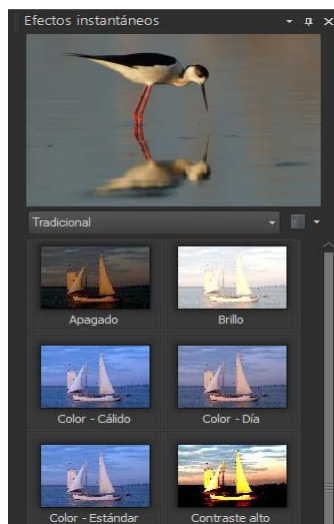 Efectos instantáneos
Tradicional
Apagado
Brillo
Color - Cálido
Color - Día
Color - Estándar
Contraste alto